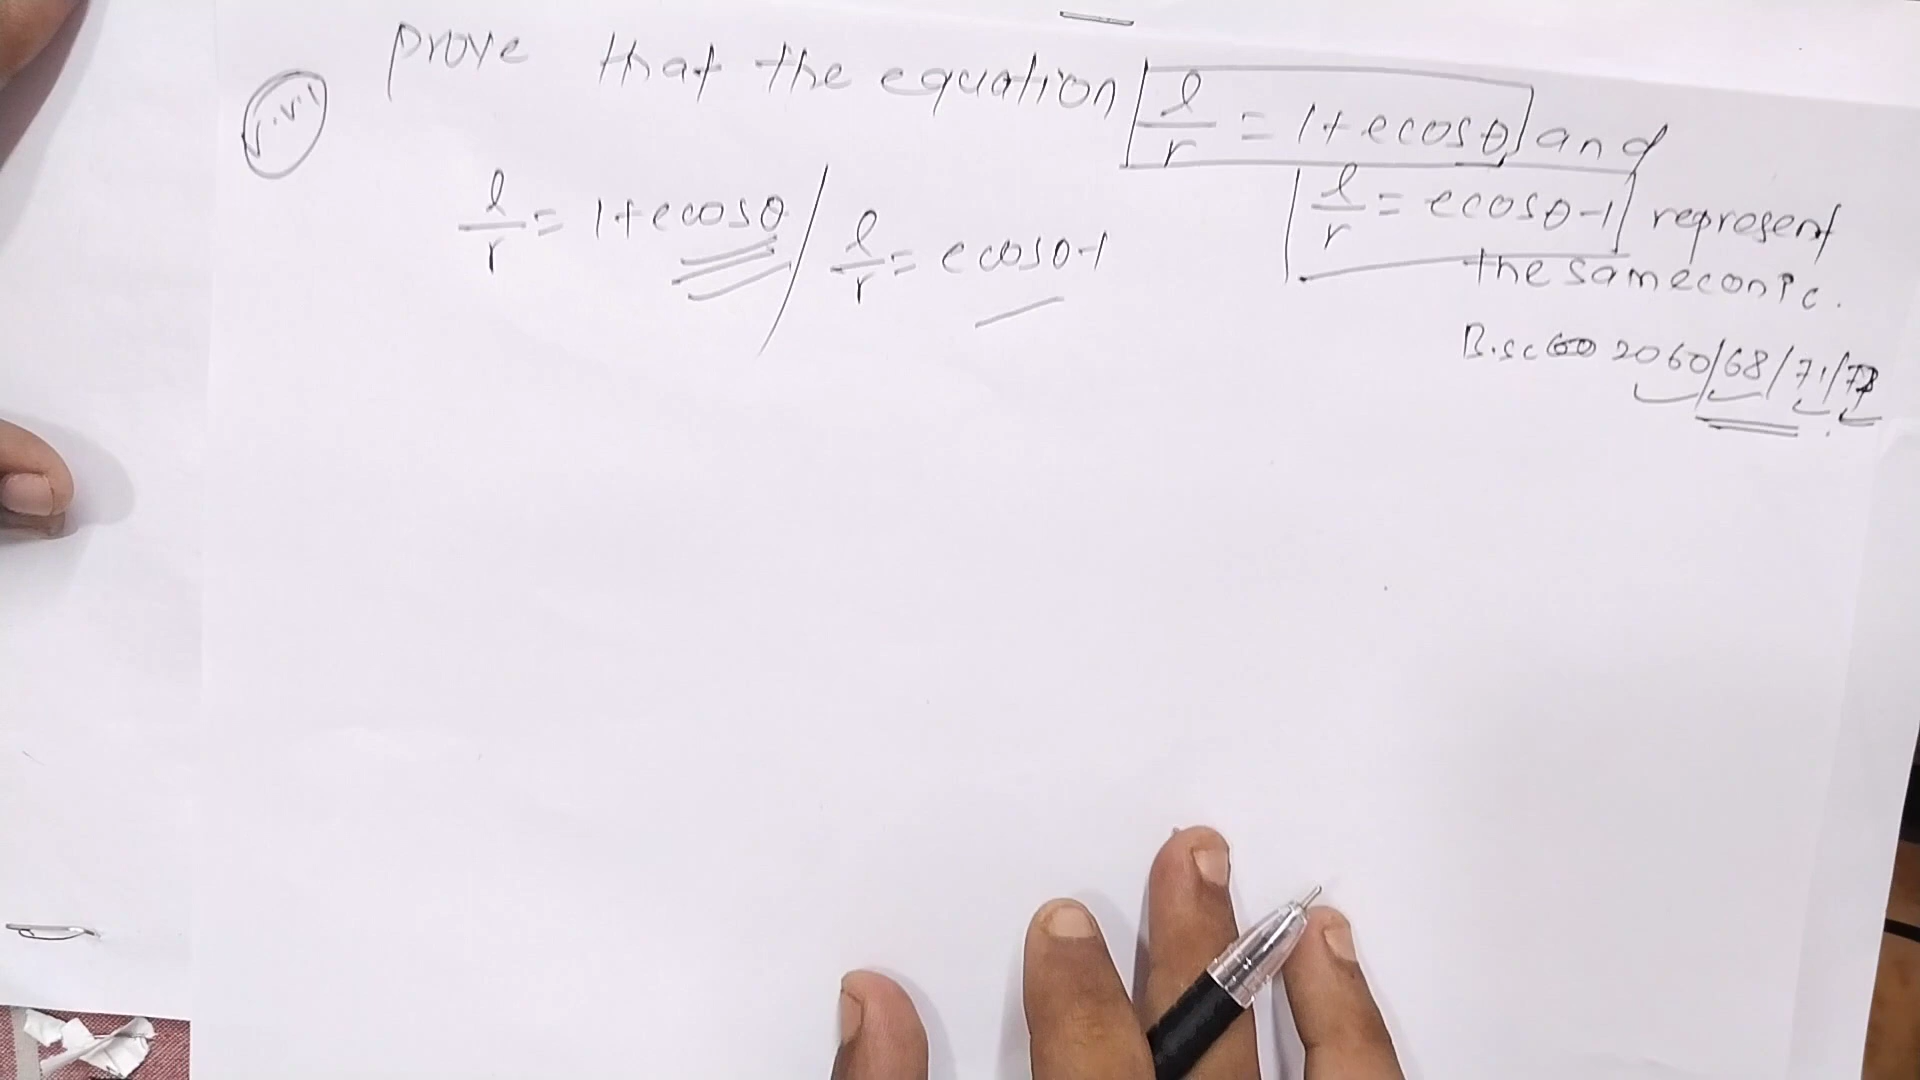 prove that the equation l/r = 1+ecosθ and
l/r = ecosθ-1 represent
the same conic.
l/r = 1+ecosθ / l/r = ecosθ-1
B.sc 2060/68/71/